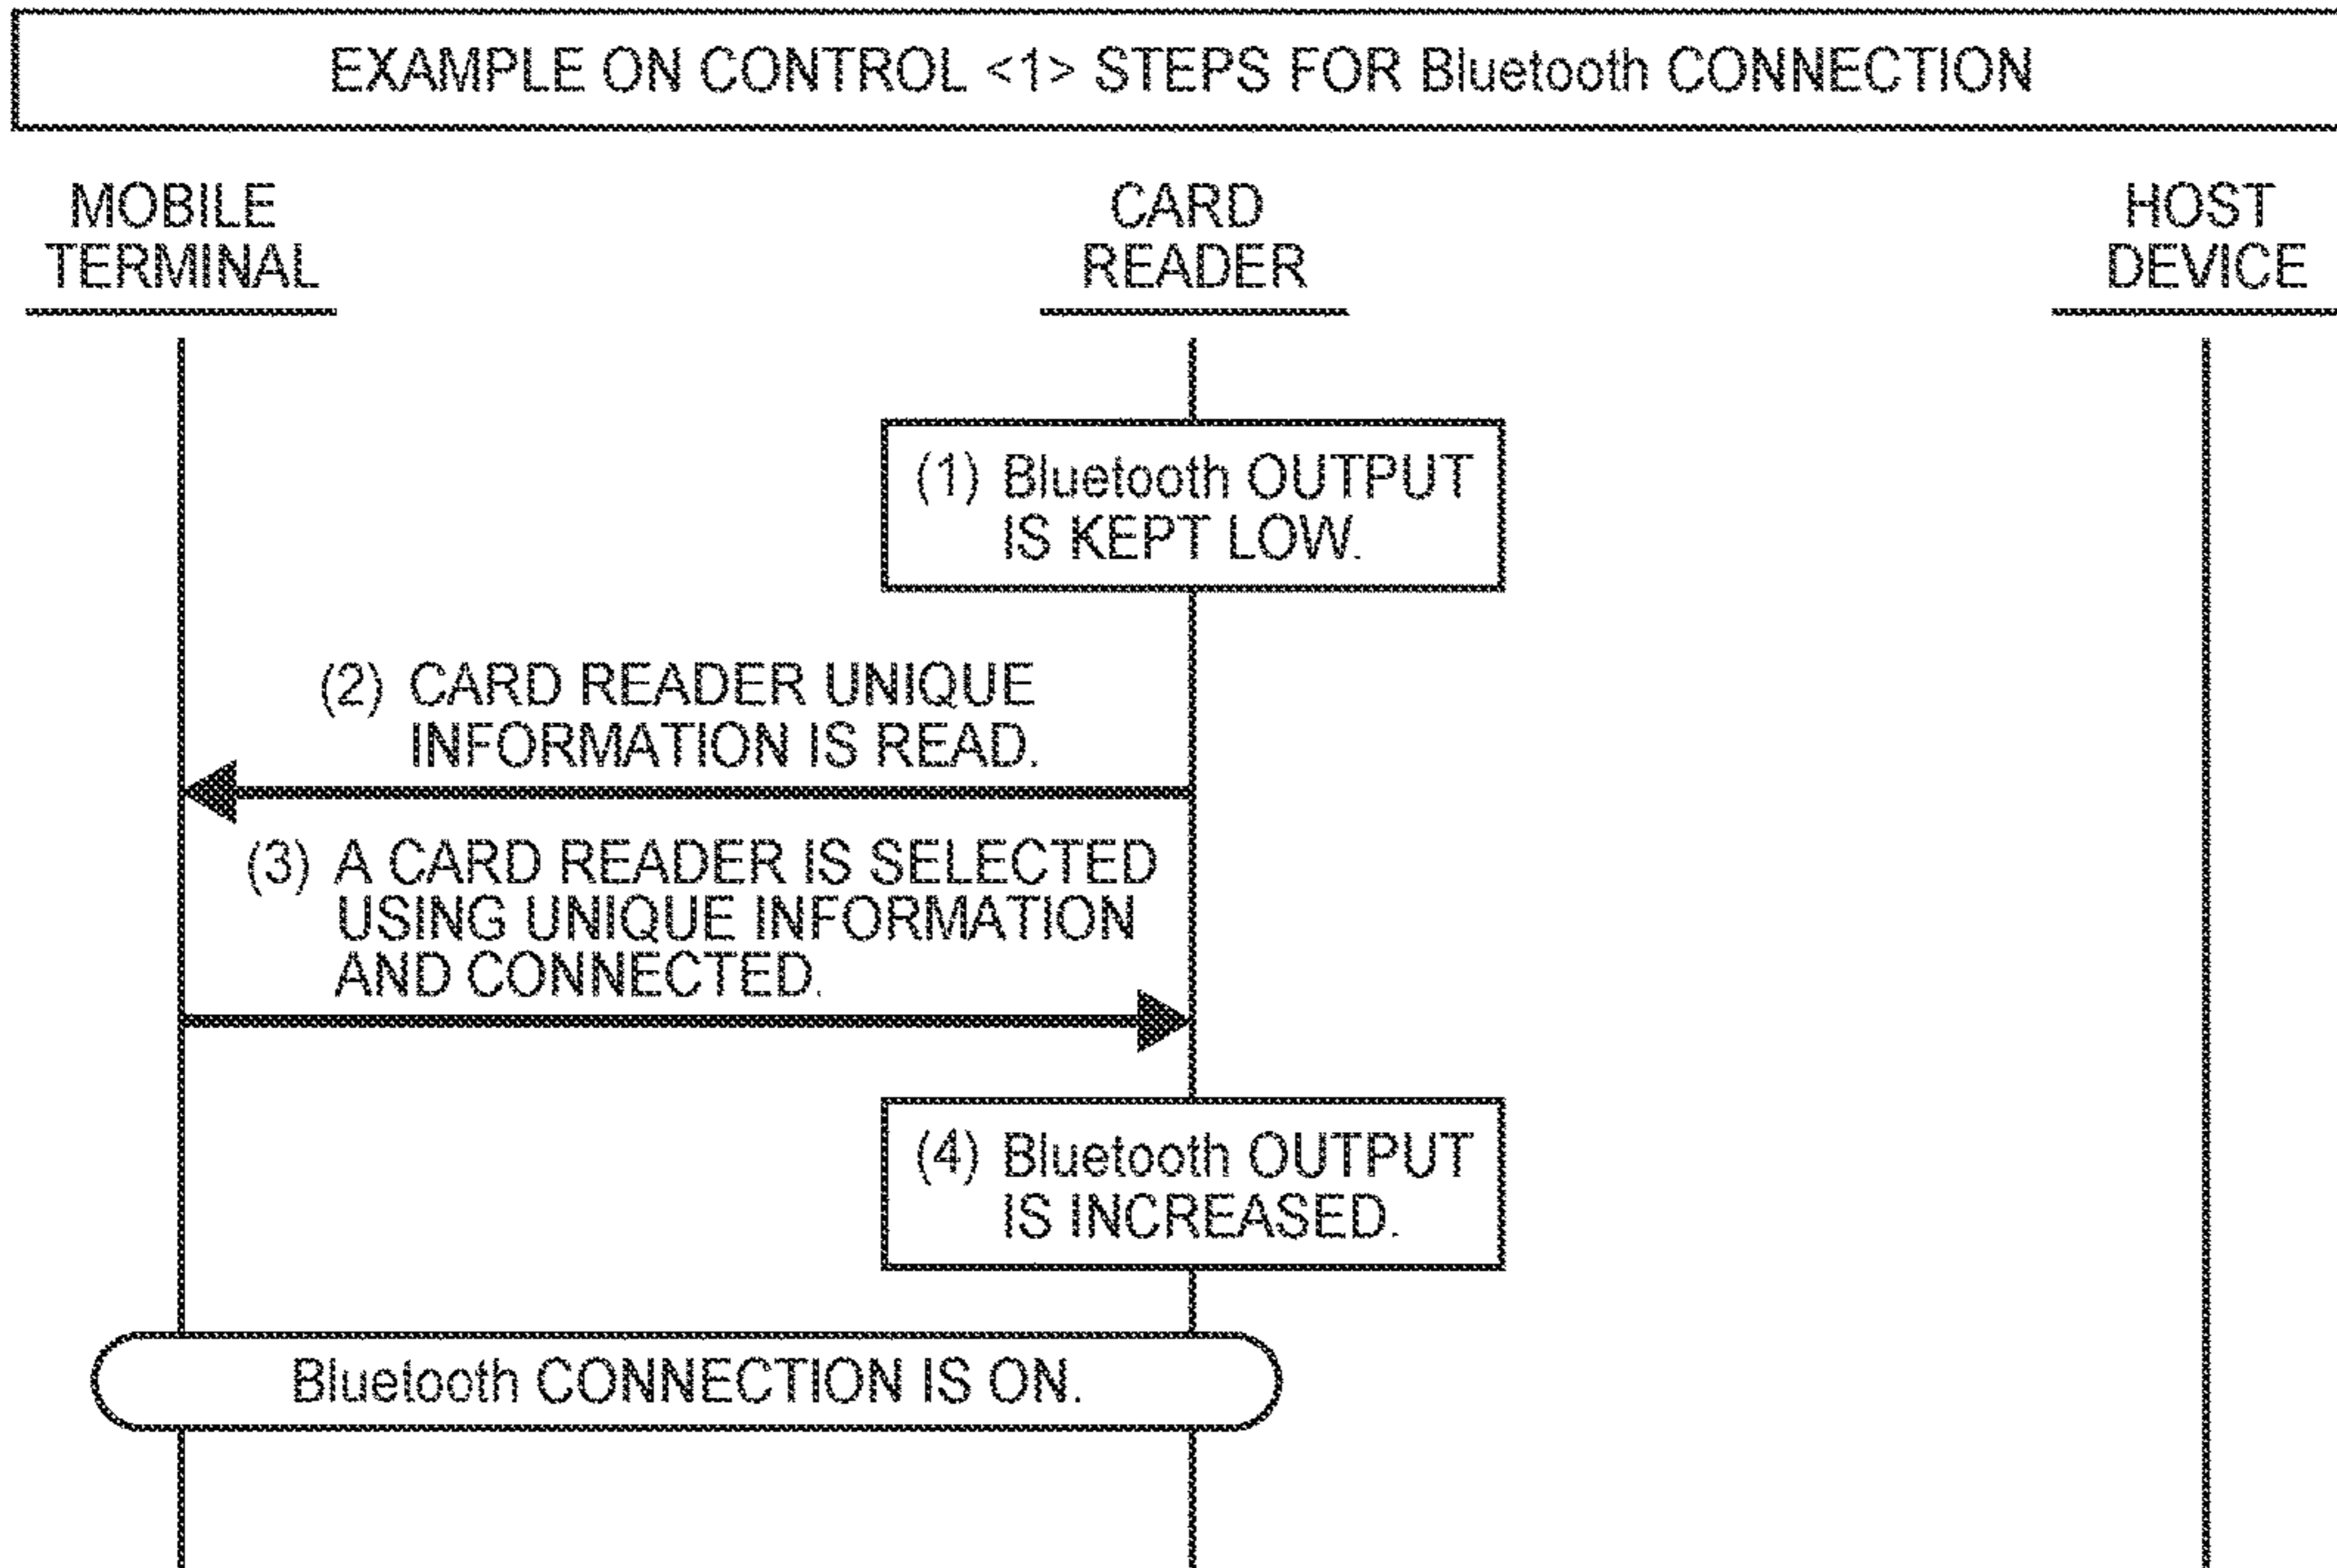 EXAMPLE ON CONTROL <1> STEPS FOR Bluetooth CONNECTION
MOBILE
TERMINAL
CARD
READER
HOST
DEVICE
(1) Bluetooth OUTPUT
IS KEPT LOW.
(2) CARD READER UNIQUE
INFORMATION IS READ.
(3) A CARD READER IS SELECTED
USING UNIQUE INFORMATION
AND CONNECTED.
(4) Bluetooth OUTPUT
IS INCREASED.
Bluetooth CONNECTION IS ON.